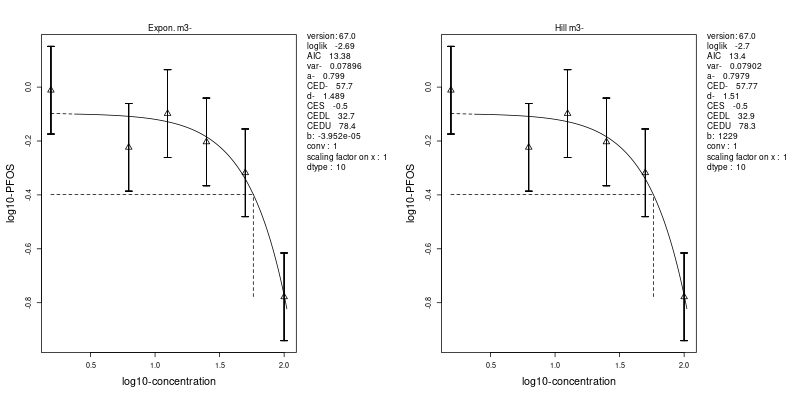 Expon. m3-
version: 67.0
loglik -2.69
AIC 13.38
var- 0.07896
a- 0.799
CED- 57.7
d- 1.489
CES -0.5
CEDL 32.7
CEDU 78.4
b: -3.952e-05
conv : 1
scaling factor on x : 1
dtype : 10
log10-PFOS
0.0
-0.2
-0.4
-0.6
-0.8
0.5 1.0 1.5 2.0
log10-concentration
Hill m3-
version: 67.0
loglik -2.7
AIC 13.4
var- 0.07902
a- 0.7979
CED- 57.77
d- 1.51
CES -0.5
CEDL 32.9
CEDU 78.3
b: 1229
conv : 1
scaling factor on x : 1
dtype : 10
log10-PFOS
0.0
-0.2
-0.4
-0.6
-0.8
0.5 1.0 1.5 2.0
log10-concentration